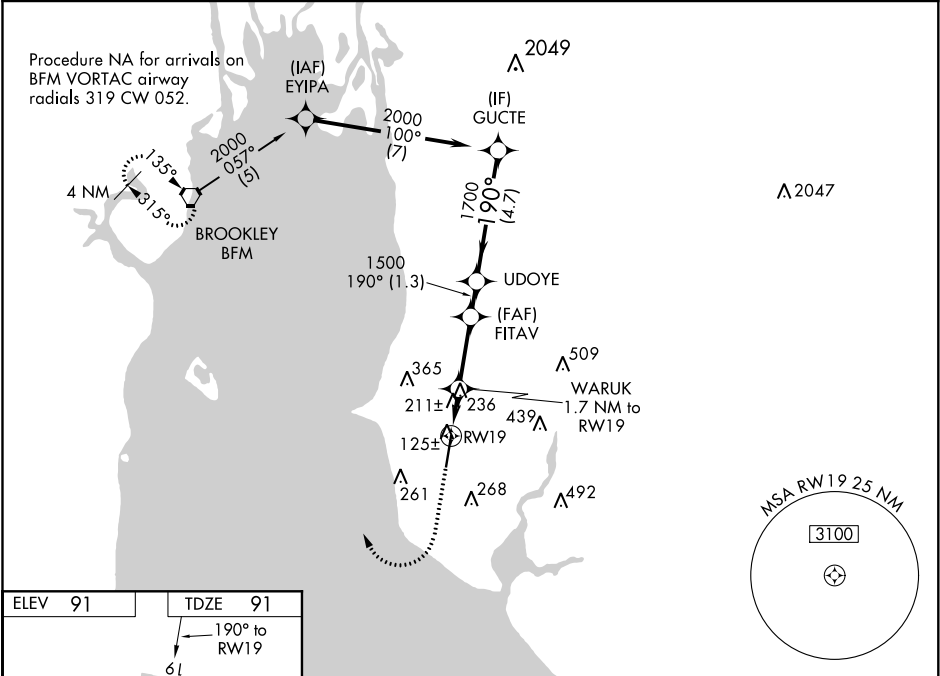 Procedure NA for arrivals on
BFM VORTAC airway
radials 319 CW 052.
(IAF)
EYIPA
2049
(IF)
GUCTE
2000
100°
(7)
2000
057°
(5)
135°
4 NM
315°
BROOKLEY
BFM
2047
1700
190°
(4.7)
1500
190° (1.3)
UDOYE
(FAF)
FITAV
365
509
WARUK
1.7 NM to
RW19
211±
236
439
125±
RW19
261
268
492
MSA RW19 25 NM
3100
ELEV 91
TDZE 91
190° to
RW19
19